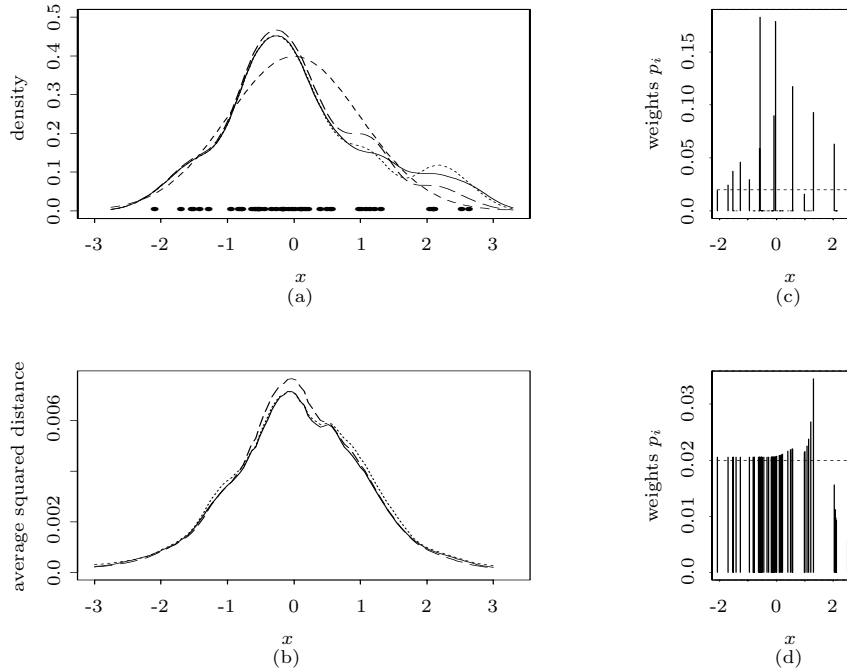 density
0.0 0.1 0.2 0.3 0.4 0.5
-3 -2 -1 0 1 2 3
x
(a)
weights p_i
0.0 0.05 0.10 0.15
-2 0 2
x
(c)
average squared distance
0.0 0.002 0.006
-3 -2 -1 0 1 2 3
x
(b)
weights p_i
0.0 0.01 0.02 0.03
-2 0 2
x
(d)